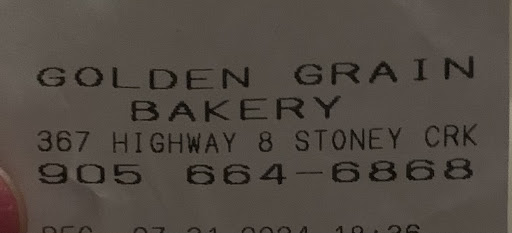 GOLDEN GRAIN
BAKERY
367 HIGHWAY 8 STONEY CRK
905 664-6868